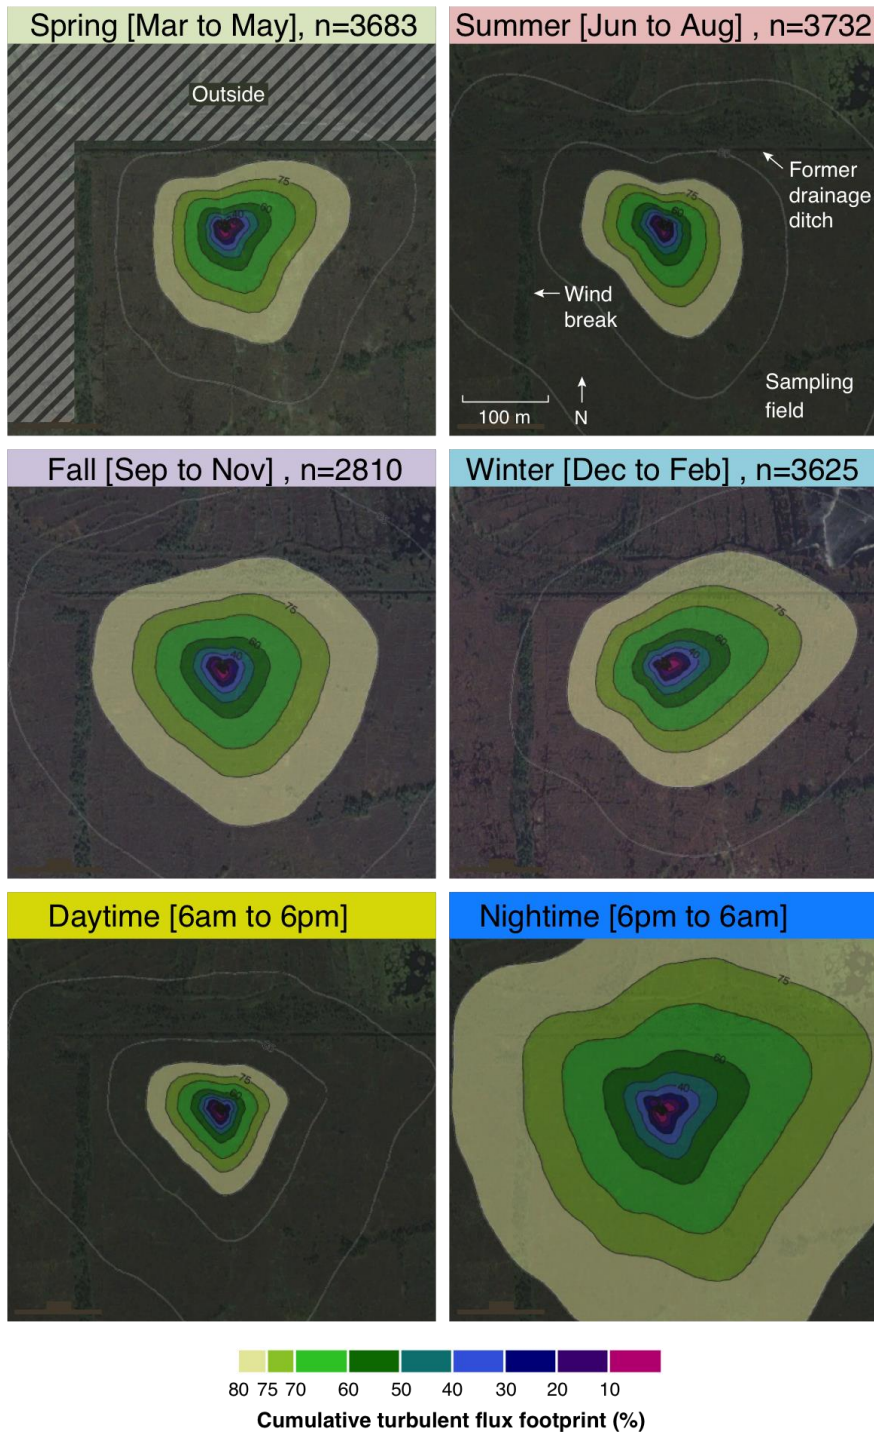 Spring [Mar to May], n=3683
Summer [Jun to Aug] , n=3732
Outside
75
60
40
75
60
Former
drainage
ditch
Wind
break
Sampling
field
100 m
N
Fall [Sep to Nov] , n=2810
Winter [Dec to Feb] , n=3625
75
60
40
75
60
40
Daytime [6am to 6pm]
Nightime [6pm to 6am]
75
60
75
60
40
80 75 70 60 50 40 30 20 10
Cumulative turbulent flux footprint (%)